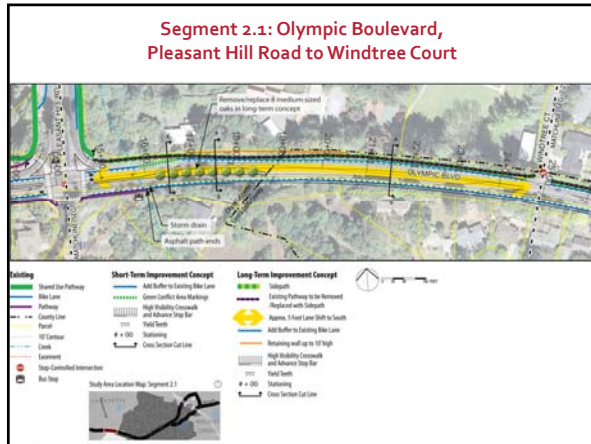 Segment 2.1: Olympic Boulevard,
Pleasant Hill Road to Windtree Court
Remove/replace 8 medium sized
oaks in long-term concept
OLYMPIC BLVD
WINDTREE CT
Storm drain
Asphalt path ends
Existing
Shared Use Pathway
Bike Lane
Pathway
County Line
Parcel
10' Contour
Creek
Easement
Stop-Controlled Intersection
Bus Stop
Short-Term Improvement Concept
Add Buffer to Existing Bike Lane
Green Conflict Area Markings
High Visibility Crosswalk
and Advance Stop Bar
Yield Teeth
# + 00 Stationing
Cross Section Cut Line
Long-Term Improvement Concept
Sidepath
Existing Pathway to be Removed
/Replaced with Sidepath
Approx. 5 Foot Lane Shift to South
Add Buffer to Existing Bike Lane
Retaining wall up to 10' high
High Visibility Crosswalk
and Advance Stop Bar
Yield Teeth
# + 00 Stationing
Cross Section Cut Line
FEET
Study Area Location Map: Segment 2.1
LAFAYETTE